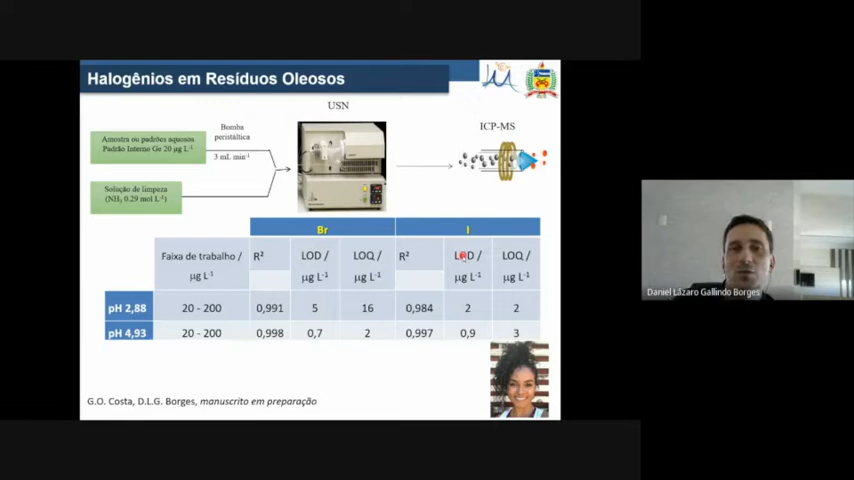 Halogênios em Resíduos Oleosos
USN
ICP-MS
Amostra ou padrões aquosos
Padrão Interno Ge 20 µg L-1
Bomba
peristáltica
3 mL min-1
Solução de limpeza
(NH3 0.29 mol L-1)
Br I
Faixa de trabalho / µg L-1 R² LOD / µg L-1 LOQ / µg L-1 R² LOD / µg L-1 LOQ / µg L-1
pH 2,88 20 - 200 0,991 5 16 0,984 2 2
pH 4,93 20 - 200 0,998 0,7 2 0,997 0,9 3
G.O. Costa, D.L.G. Borges, manuscrito em preparação
Daniel Lázaro Gallindo Borges